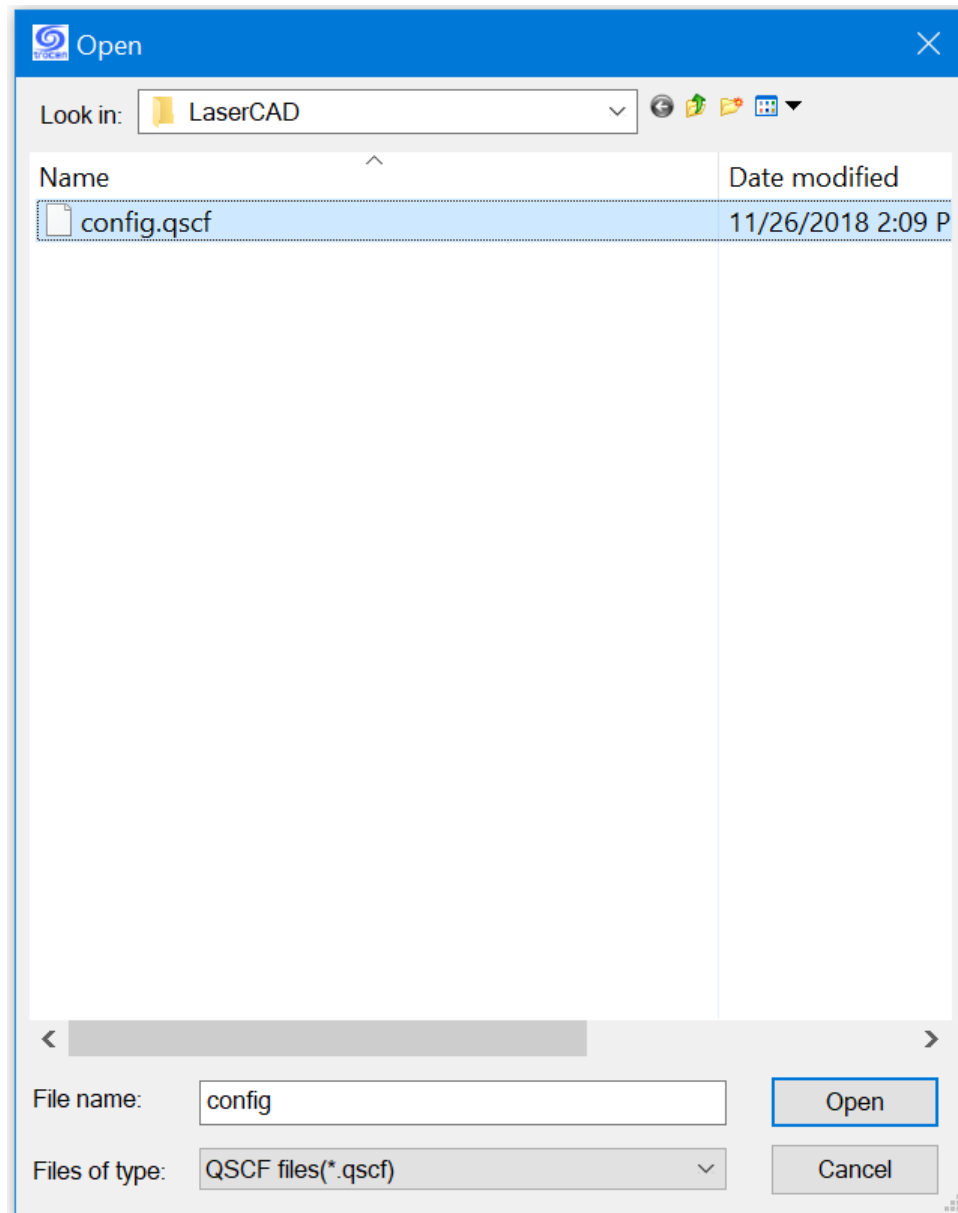 trocen Open
Look in: LaserCAD
Name Date modified
config.qscf 11/26/2018 2:09 P
File name: config Open
Files of type: QSCF files(*.qscf) Cancel